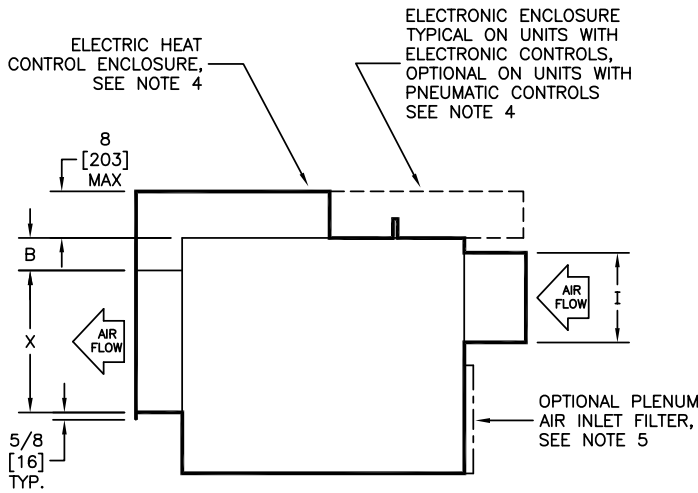 ELECTRONIC ENCLOSURE
TYPICAL ON UNITS WITH
ELECTRONIC CONTROLS,
OPTIONAL ON UNITS WITH
PNEUMATIC CONTROLS
SEE NOTE 4
ELECTRIC HEAT
CONTROL ENCLOSURE,
SEE NOTE 4
8
[203]
MAX
B
X
AIR
FLOW
I
AIR
FLOW
5/8
[16]
TYP.
OPTIONAL PLENUM
AIR INLET FILTER,
SEE NOTE 5